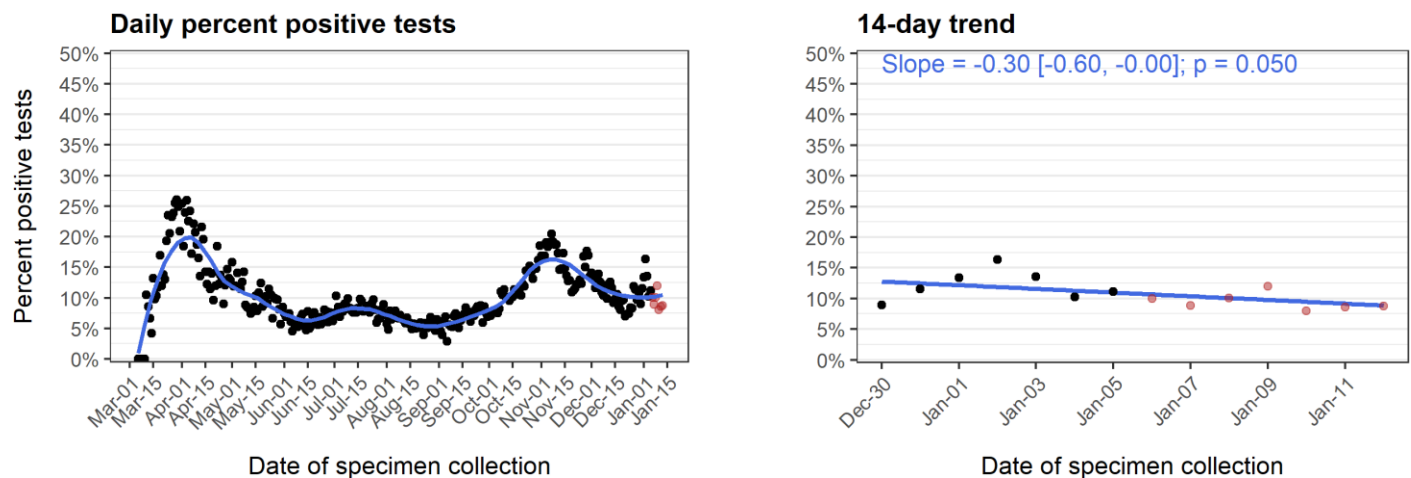 Daily percent positive tests
Percent positive tests
50%
45%
40%
35%
30%
25%
20%
15%
10%
5%
0%
Mar-01
Mar-15
Apr-01
Apr-15
May-01
May-15
Jun-01
Jun-15
Jul-01
Jul-15
Aug-01
Aug-15
Sep-01
Sep-15
Oct-01
Oct-15
Nov-01
Nov-15
Dec-01
Dec-15
Jan-01
Jan-15
Date of specimen collection
14-day trend
Slope = -0.30 [-0.60, -0.00]; p = 0.050
50%
45%
40%
35%
30%
25%
20%
15%
10%
5%
0%
Dec-30
Jan-01
Jan-03
Jan-05
Jan-07
Jan-09
Jan-11
Date of specimen collection